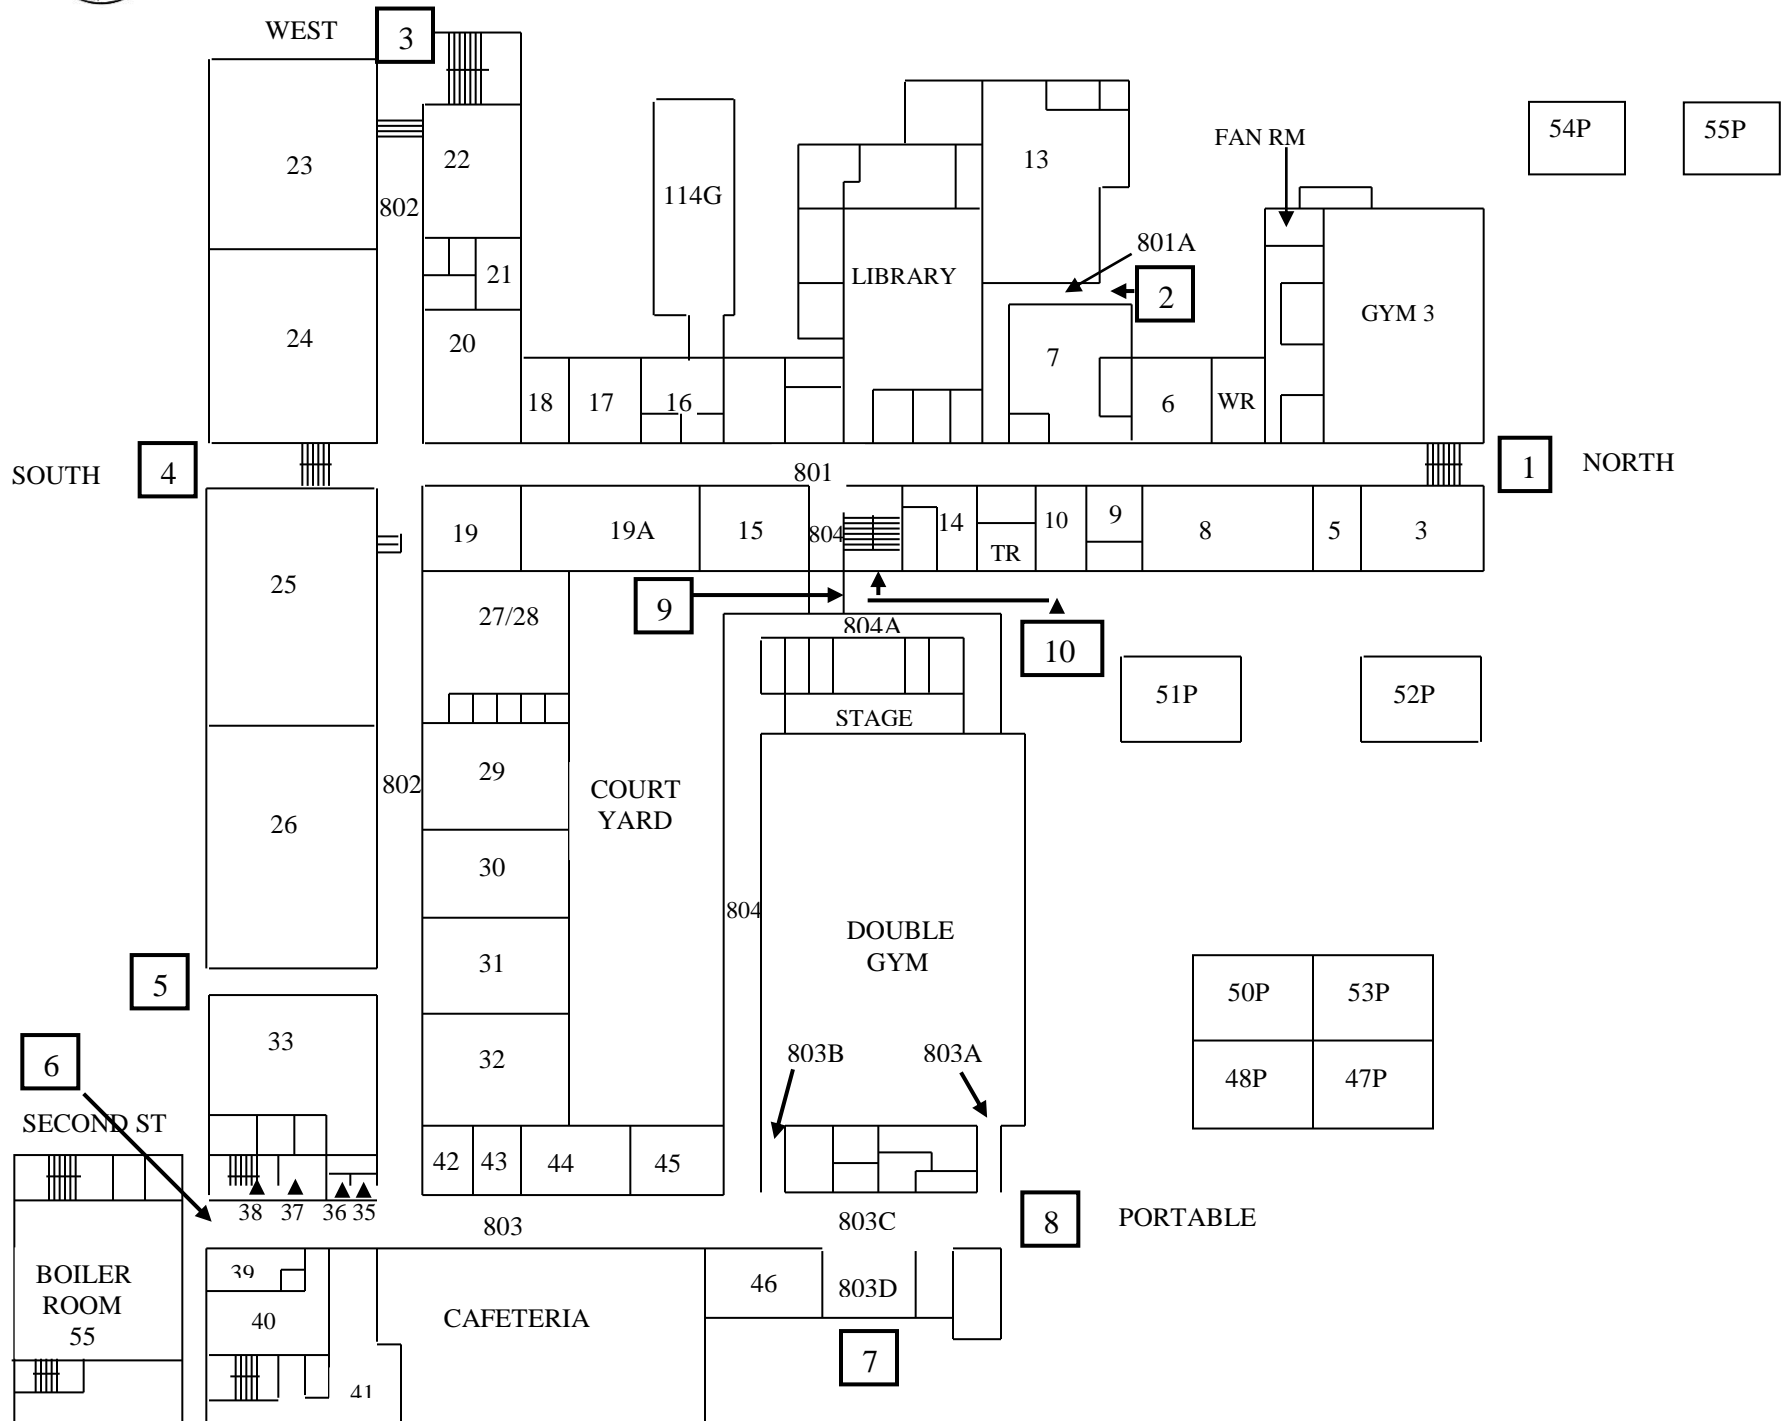 WEST
3
54P
55P
FAN RM
23
22
13
114G
802
801A
21
LIBRARY
2
GYM 3
24
20
7
18
17
16
6
WR
SOUTH
4
801
1
NORTH
19
19A
15
804
14
10
9
8
5
3
TR
25
9
27/28
804A
10
51P
52P
STAGE
29
802
COURT
YARD
26
30
804
DOUBLE
GYM
31
5
50P
53P
33
32
803B
803A
6
48P
47P
SECOND ST
42
43
44
45
38
37
36
35
803
803C
8
PORTABLE
BOILER
ROOM
55
39
46
803D
40
CAFETERIA
7
41